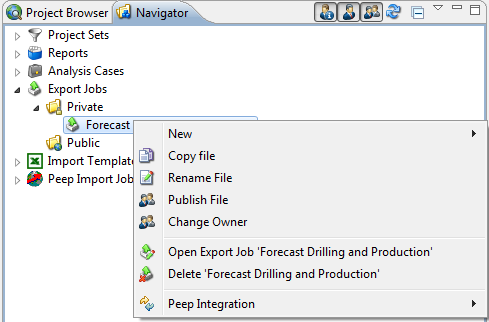 Project Browser Navigator
Project Sets
Reports
Analysis Cases
Export Jobs
Private
Forecast
Public
Import Templat
Peep Import Job
New
Copy file
Rename File
Publish File
Change Owner
Open Export Job 'Forecast Drilling and Production'
Delete 'Forecast Drilling and Production'
Peep Integration